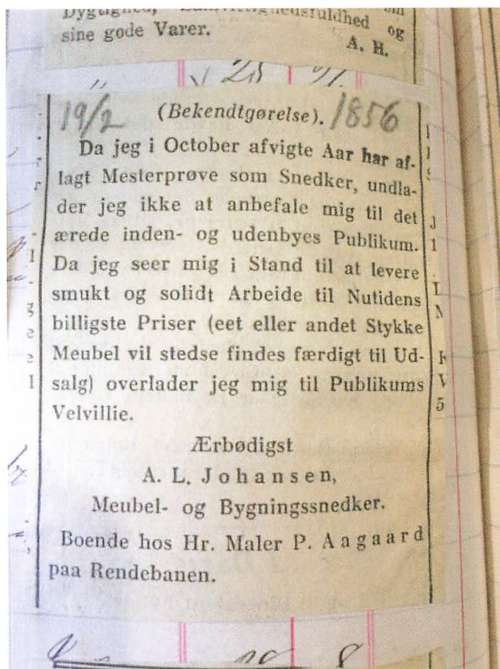 Dygtighed,
sine gode Varer.
A. H.
19/2 (Bekendtgørelse). 1856
Da jeg i October afvigte Aar har af-
lagt Mesterprøve som Snedker, undla-
der jeg ikke at anbefale mig til det
ærede inden- og udenbyes Publikum.
Da jeg seer mig i Stand til at levere
smukt og solidt Arbeide til Nutidens
billigste Priser (eet eller andet Stykke
Meubel vil stedse findes færdigt til Ud-
salg) overlader jeg mig til Publikums
Velvillie.
Ærbødigst
A. L. Johansen,
Meubel- og Bygningssnedker.
Boende hos Hr. Maler P. Aagaard
paa Rendebanen.